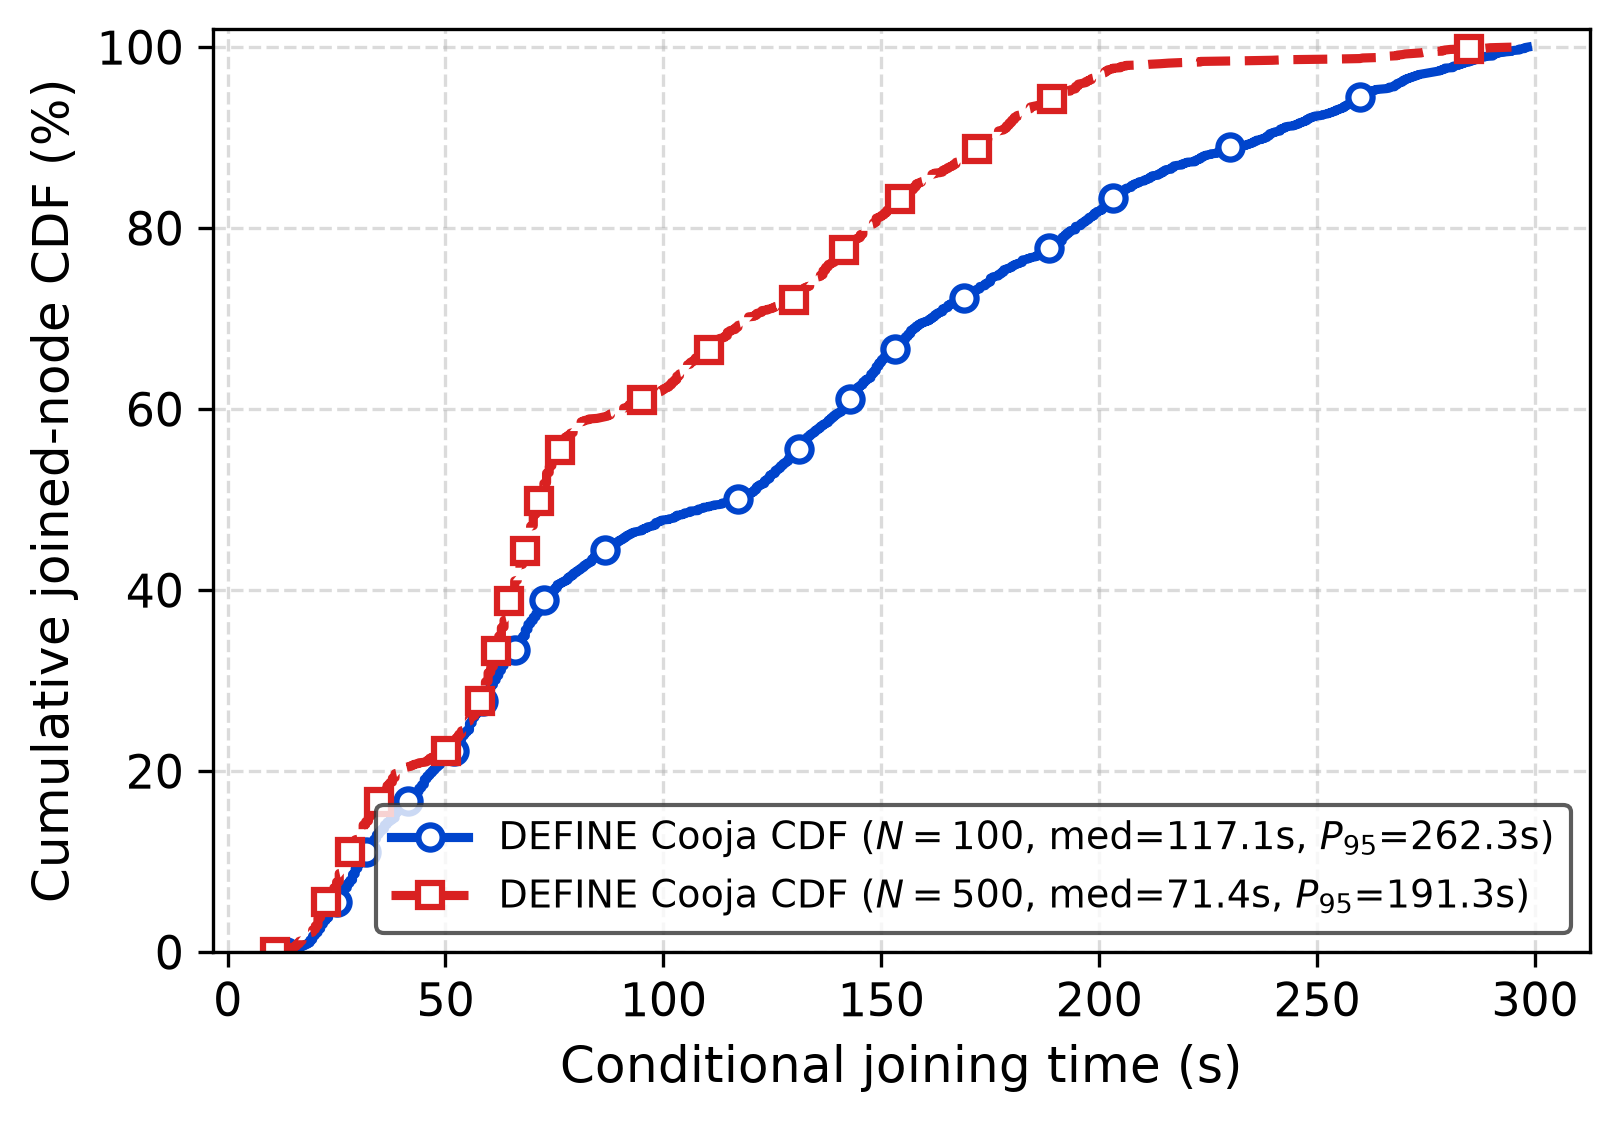 Cumulative joined-node CDF (%)
100
80
60
40
20
0
DEFINE Cooja CDF (N = 100, med=117.1s, P₉₅=262.3s)
DEFINE Cooja CDF (N = 500, med=71.4s, P₉₅=191.3s)
0 50 100 150 200 250 300
Conditional joining time (s)